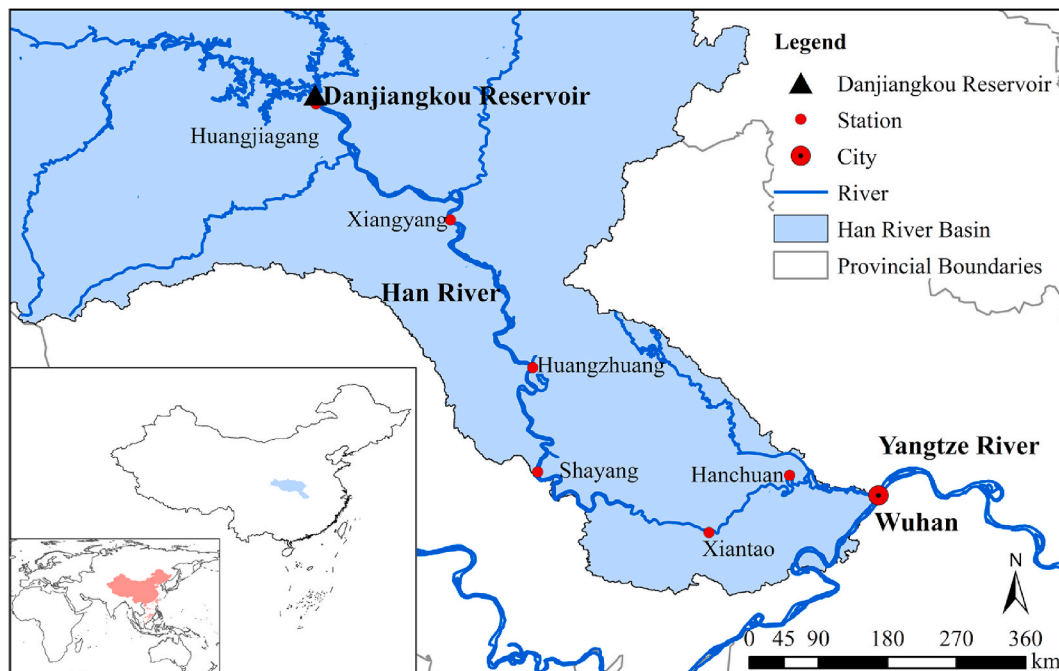 Legend
Danjiangkou Reservoir
Station
City
River
Han River Basin
Provincial Boundaries
Danjiangkou Reservoir
Huangjiagang
Xiangyang
Han River
Huangzhuang
Shayang
Hanchuan
Yangtze River
Wuhan
Xiantao
N
0 45 90 180 270 360
km